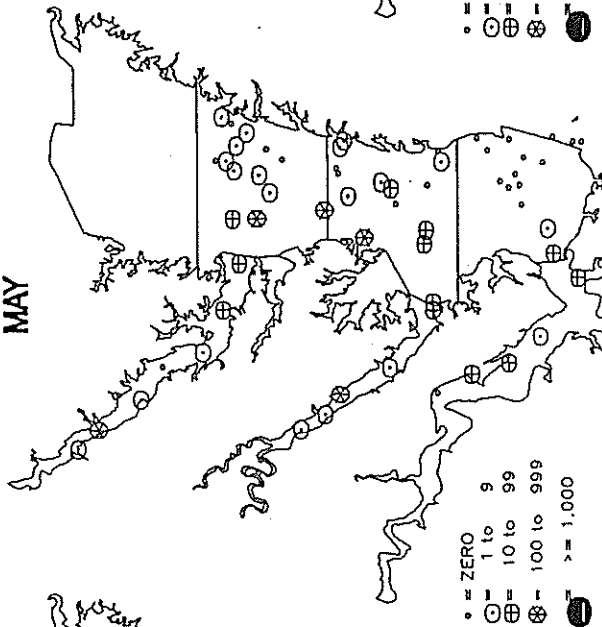 MAY
• = ZERO
⊙ = 1 to 9
⊕ = 10 to 99
= 100 to 999
= > = 1,000